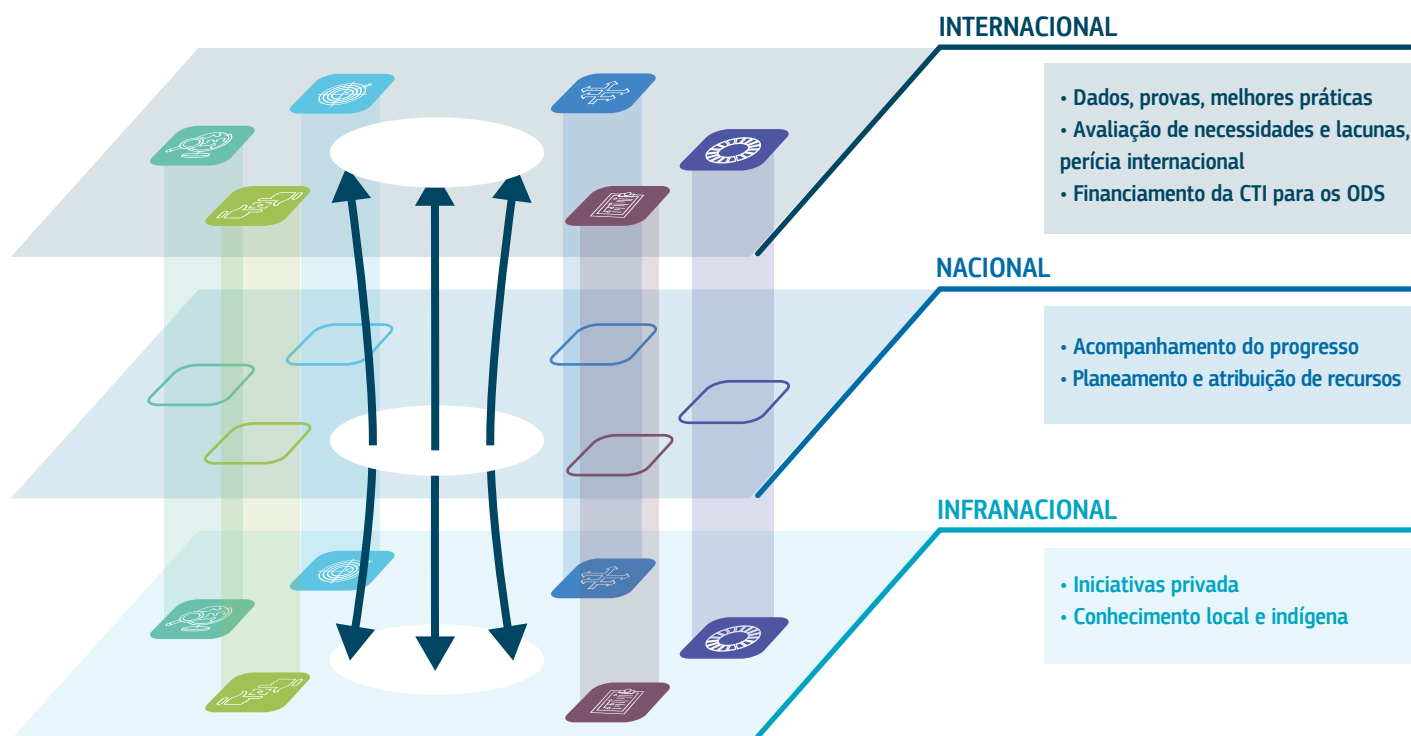 INTERNACIONAL
• Dados, provas, melhores práticas
• Avaliação de necessidades e lacunas,
perícia internacional
• Financiamento da CTI para os ODS
NACIONAL
• Acompanhamento do progresso
• Planeamento e atribuição de recursos
INFRANACIONAL
• Iniciativas privada
• Conhecimento local e indígena